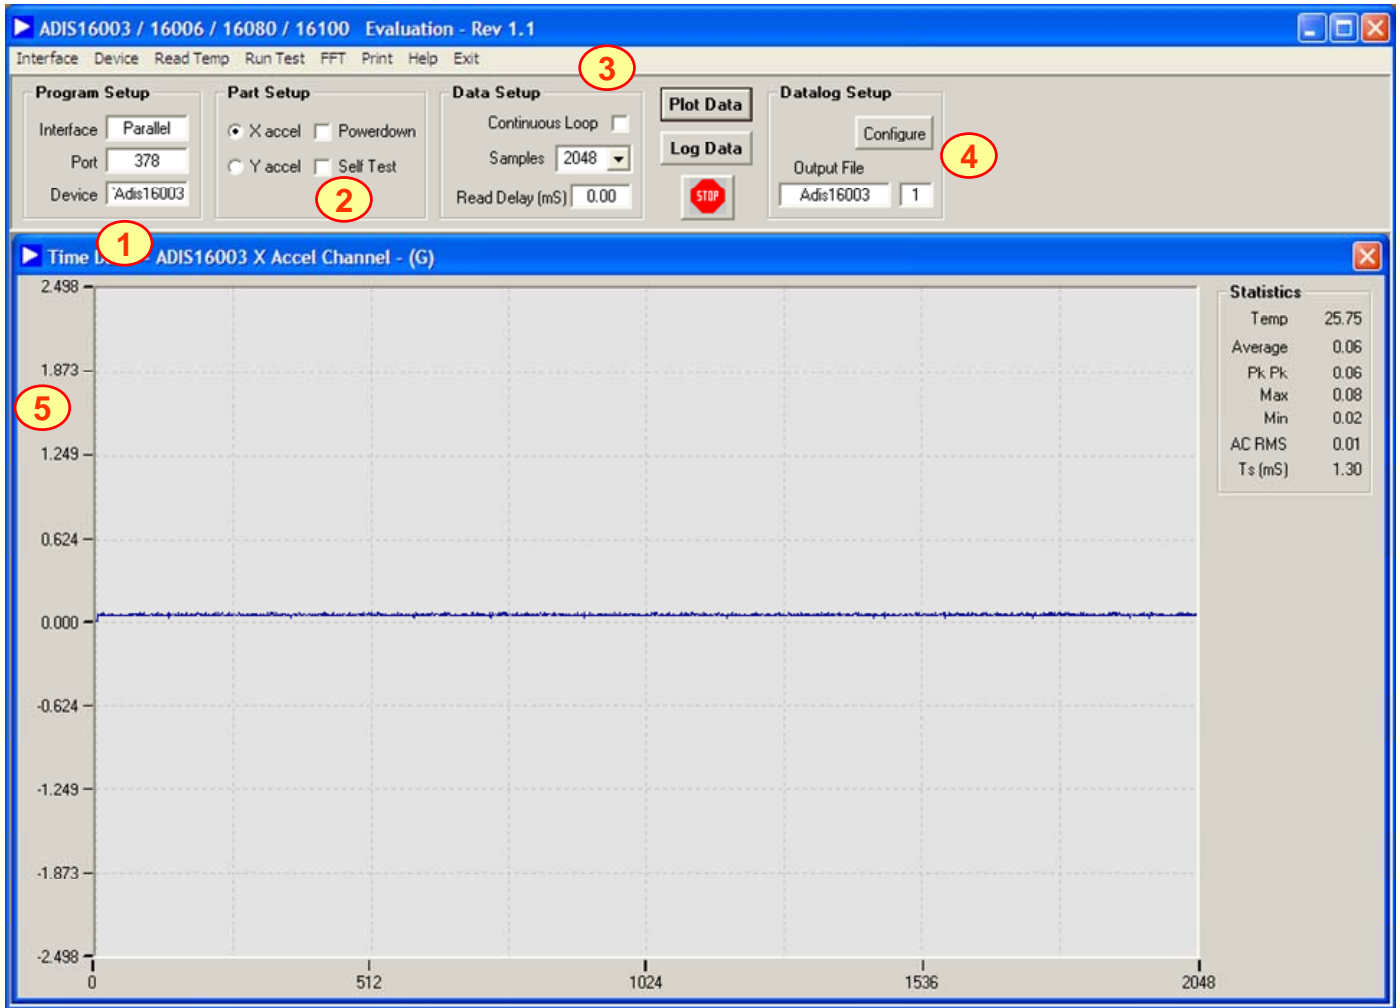 ADIS16003 / 16006 / 16080 / 16100 Evaluation - Rev 1.1
Interface Device Read Temp Run Test FFT Print Help Exit
3
Program Setup
Interface Parallel
Port 378
Device `Adis16003
1
Part Setup
X accel Powerdown
Y accel Self Test
2
Data Setup
Continuous Loop
Samples 2048
Read Delay (mS) 0.00
Plot Data
Log Data
STOP
Datalog Setup
Configure
4
Output File
Adis16003 1
Time - ADIS16003 X Accel Channel - (G)
2.498
1.873
5
1.249
0.624
0.000
-0.624
-1.249
-1.873
-2.498
0 512 1024 1536 2048
Statistics
Temp 25.75
Average 0.06
Pk Pk 0.06
Max 0.08
Min 0.02
AC RMS 0.01
Ts (mS) 1.30